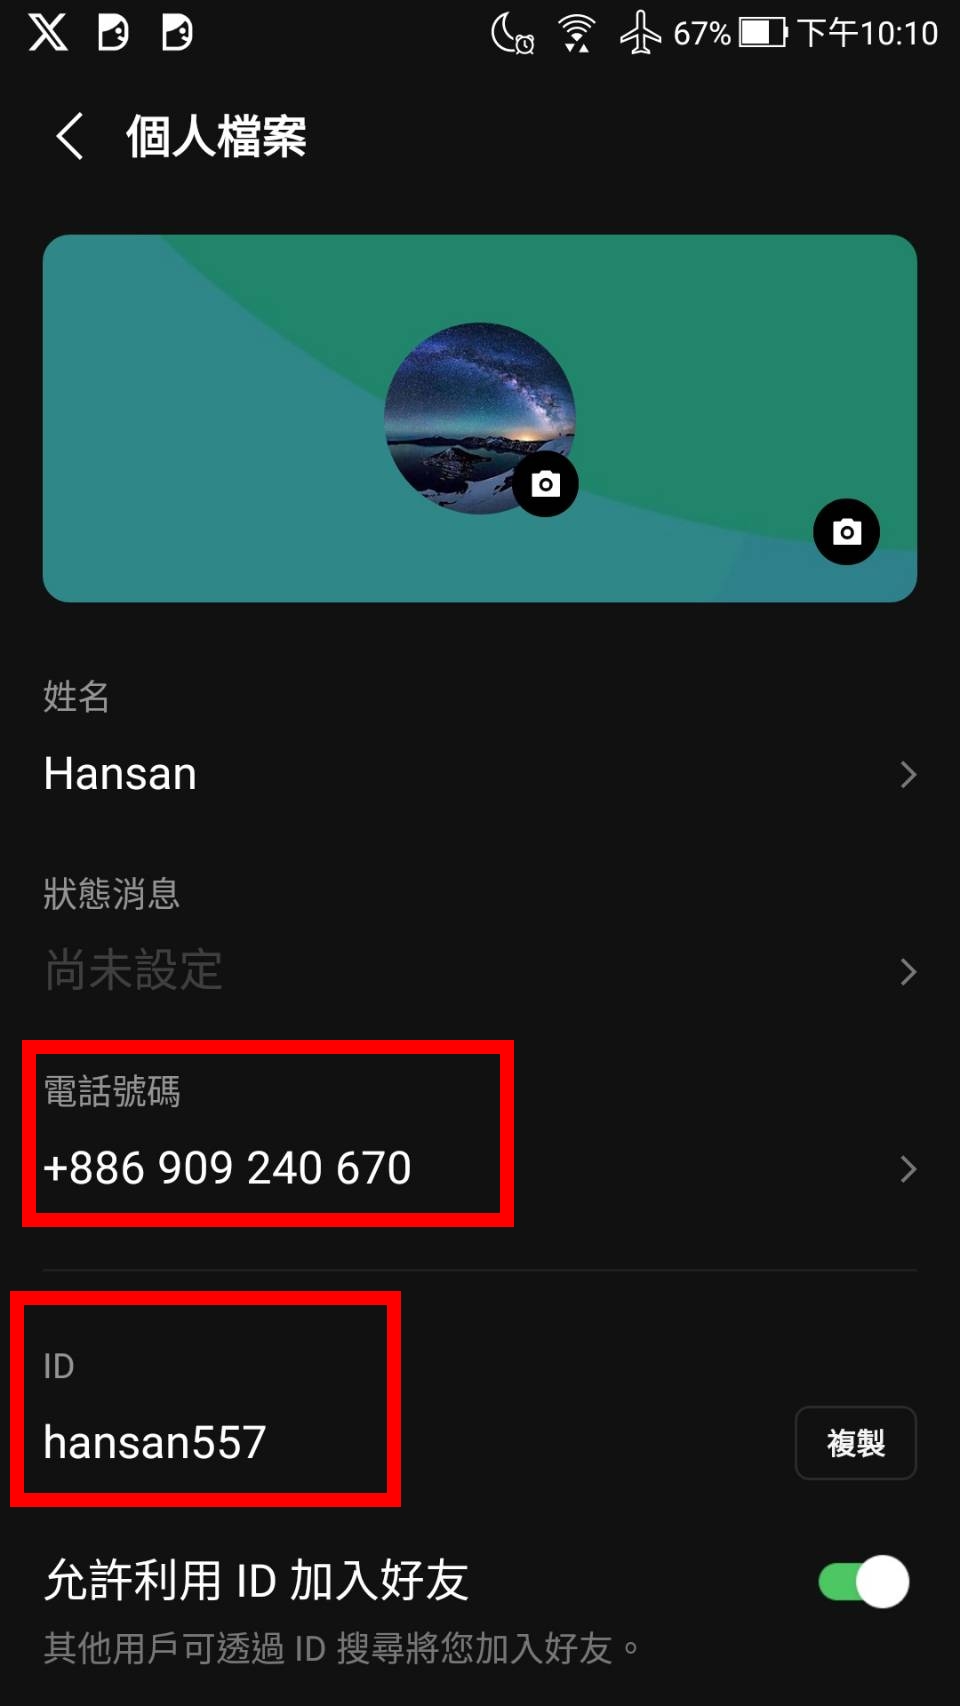 67% 下午10:10
個人檔案
姓名
Hansan
狀態消息
尚未設定
電話號碼
+886 909 240 670
ID
hansan557
複製
允許利用 ID 加入好友
其他用戶可透過 ID 搜尋將您加入好友。